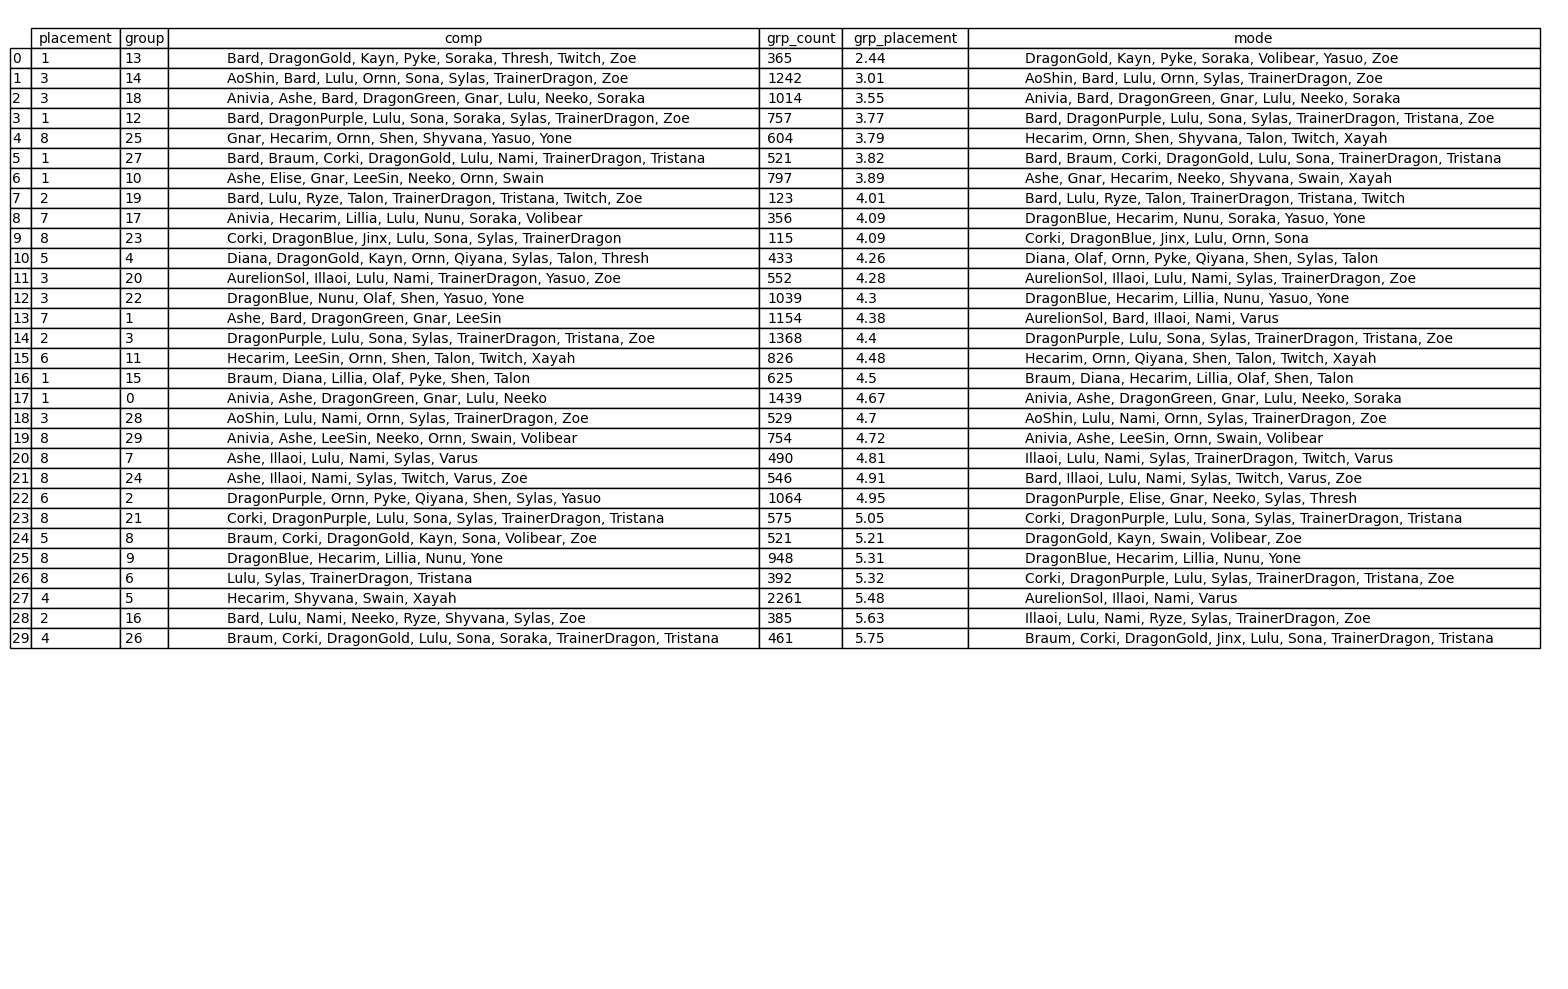 placement group comp grp_count grp_placement mode
0 1 13 Bard, DragonGold, Kayn, Pyke, Soraka, Thresh, Twitch, Zoe 365 2.44 DragonGold, Kayn, Pyke, Soraka, Volibear, Yasuo, Zoe
1 3 14 AoShin, Bard, Lulu, Ornn, Sona, Sylas, TrainerDragon, Zoe 1242 3.01 AoShin, Bard, Lulu, Ornn, Sylas, TrainerDragon, Zoe
2 3 18 Anivia, Ashe, Bard, DragonGreen, Gnar, Lulu, Neeko, Soraka 1014 3.55 Anivia, Bard, DragonGreen, Gnar, Lulu, Neeko, Soraka
3 1 12 Bard, DragonPurple, Lulu, Sona, Soraka, Sylas, TrainerDragon, Zoe 757 3.77 Bard, DragonPurple, Lulu, Sona, Sylas, TrainerDragon, Tristana, Zoe
4 8 25 Gnar, Hecarim, Ornn, Shen, Shyvana, Yasuo, Yone 604 3.79 Hecarim, Ornn, Shen, Shyvana, Talon, Twitch, Xayah
5 1 27 Bard, Braum, Corki, DragonGold, Lulu, Nami, TrainerDragon, Tristana 521 3.82 Bard, Braum, Corki, DragonGold, Lulu, Sona, TrainerDragon, Tristana
6 1 10 Ashe, Elise, Gnar, LeeSin, Neeko, Ornn, Swain 797 3.89 Ashe, Gnar, Hecarim, Neeko, Shyvana, Swain, Xayah
7 2 19 Bard, Lulu, Ryze, Talon, TrainerDragon, Tristana, Twitch, Zoe 123 4.01 Bard, Lulu, Ryze, Talon, TrainerDragon, Tristana, Twitch
8 7 17 Anivia, Hecarim, Lillia, Lulu, Nunu, Soraka, Volibear 356 4.09 DragonBlue, Hecarim, Nunu, Soraka, Yasuo, Yone
9 8 23 Corki, DragonBlue, Jinx, Lulu, Sona, Sylas, TrainerDragon 115 4.09 Corki, DragonBlue, Jinx, Lulu, Ornn, Sona
10 5 4 Diana, DragonGold, Kayn, Ornn, Qiyana, Sylas, Talon, Thresh 433 4.26 Diana, Olaf, Ornn, Pyke, Qiyana, Shen, Sylas, Talon
11 3 20 AurelionSol, Illaoi, Lulu, Nami, TrainerDragon, Yasuo, Zoe 552 4.28 AurelionSol, Illaoi, Lulu, Nami, Sylas, TrainerDragon, Zoe
12 3 22 DragonBlue, Nunu, Olaf, Shen, Yasuo, Yone 1039 4.3 DragonBlue, Hecarim, Lillia, Nunu, Yasuo, Yone
13 7 1 Ashe, Bard, DragonGreen, Gnar, LeeSin 1154 4.38 AurelionSol, Bard, Illaoi, Nami, Varus
14 2 3 DragonPurple, Lulu, Sona, Sylas, TrainerDragon, Tristana, Zoe 1368 4.4 DragonPurple, Lulu, Sona, Sylas, TrainerDragon, Tristana, Zoe
15 6 11 Hecarim, LeeSin, Ornn, Shen, Talon, Twitch, Xayah 826 4.48 Hecarim, Ornn, Qiyana, Shen, Talon, Twitch, Xayah
16 1 15 Braum, Diana, Lillia, Olaf, Pyke, Shen, Talon 625 4.5 Braum, Diana, Hecarim, Lillia, Olaf, Shen, Talon
17 1 0 Anivia, Ashe, DragonGreen, Gnar, Lulu, Neeko 1439 4.67 Anivia, Ashe, DragonGreen, Gnar, Lulu, Neeko, Soraka
18 3 28 AoShin, Lulu, Nami, Ornn, Sylas, TrainerDragon, Zoe 529 4.7 AoShin, Lulu, Nami, Ornn, Sylas, TrainerDragon, Zoe
19 8 29 Anivia, Ashe, LeeSin, Neeko, Ornn, Swain, Volibear 754 4.72 Anivia, Ashe, LeeSin, Ornn, Swain, Volibear
20 8 7 Ashe, Illaoi, Lulu, Nami, Sylas, Varus 490 4.81 Illaoi, Lulu, Nami, Sylas, TrainerDragon, Twitch, Varus
21 8 24 Ashe, Illaoi, Nami, Sylas, Twitch, Varus, Zoe 546 4.91 Bard, Illaoi, Lulu, Nami, Sylas, Twitch, Varus, Zoe
22 6 2 DragonPurple, Ornn, Pyke, Qiyana, Shen, Sylas, Yasuo 1064 4.95 DragonPurple, Elise, Gnar, Neeko, Sylas, Thresh
23 8 21 Corki, DragonPurple, Lulu, Sona, Sylas, TrainerDragon, Tristana 575 5.05 Corki, DragonPurple, Lulu, Sona, Sylas, TrainerDragon, Tristana
24 5 8 Braum, Corki, DragonGold, Kayn, Sona, Volibear, Zoe 521 5.21 DragonGold, Kayn, Swain, Volibear, Zoe
25 8 9 DragonBlue, Hecarim, Lillia, Nunu, Yone 948 5.31 DragonBlue, Hecarim, Lillia, Nunu, Yone
26 8 6 Lulu, Sylas, TrainerDragon, Tristana 392 5.32 Corki, DragonPurple, Lulu, Sylas, TrainerDragon, Tristana, Zoe
27 4 5 Hecarim, Shyvana, Swain, Xayah 2261 5.48 AurelionSol, Illaoi, Nami, Varus
28 2 16 Bard, Lulu, Nami, Neeko, Ryze, Shyvana, Sylas, Zoe 385 5.63 Illaoi, Lulu, Nami, Ryze, Sylas, TrainerDragon, Zoe
29 4 26 Braum, Corki, DragonGold, Lulu, Sona, Soraka, TrainerDragon, Tristana 461 5.75 Braum, Corki, DragonGold, Jinx, Lulu, Sona, TrainerDragon, Tristana